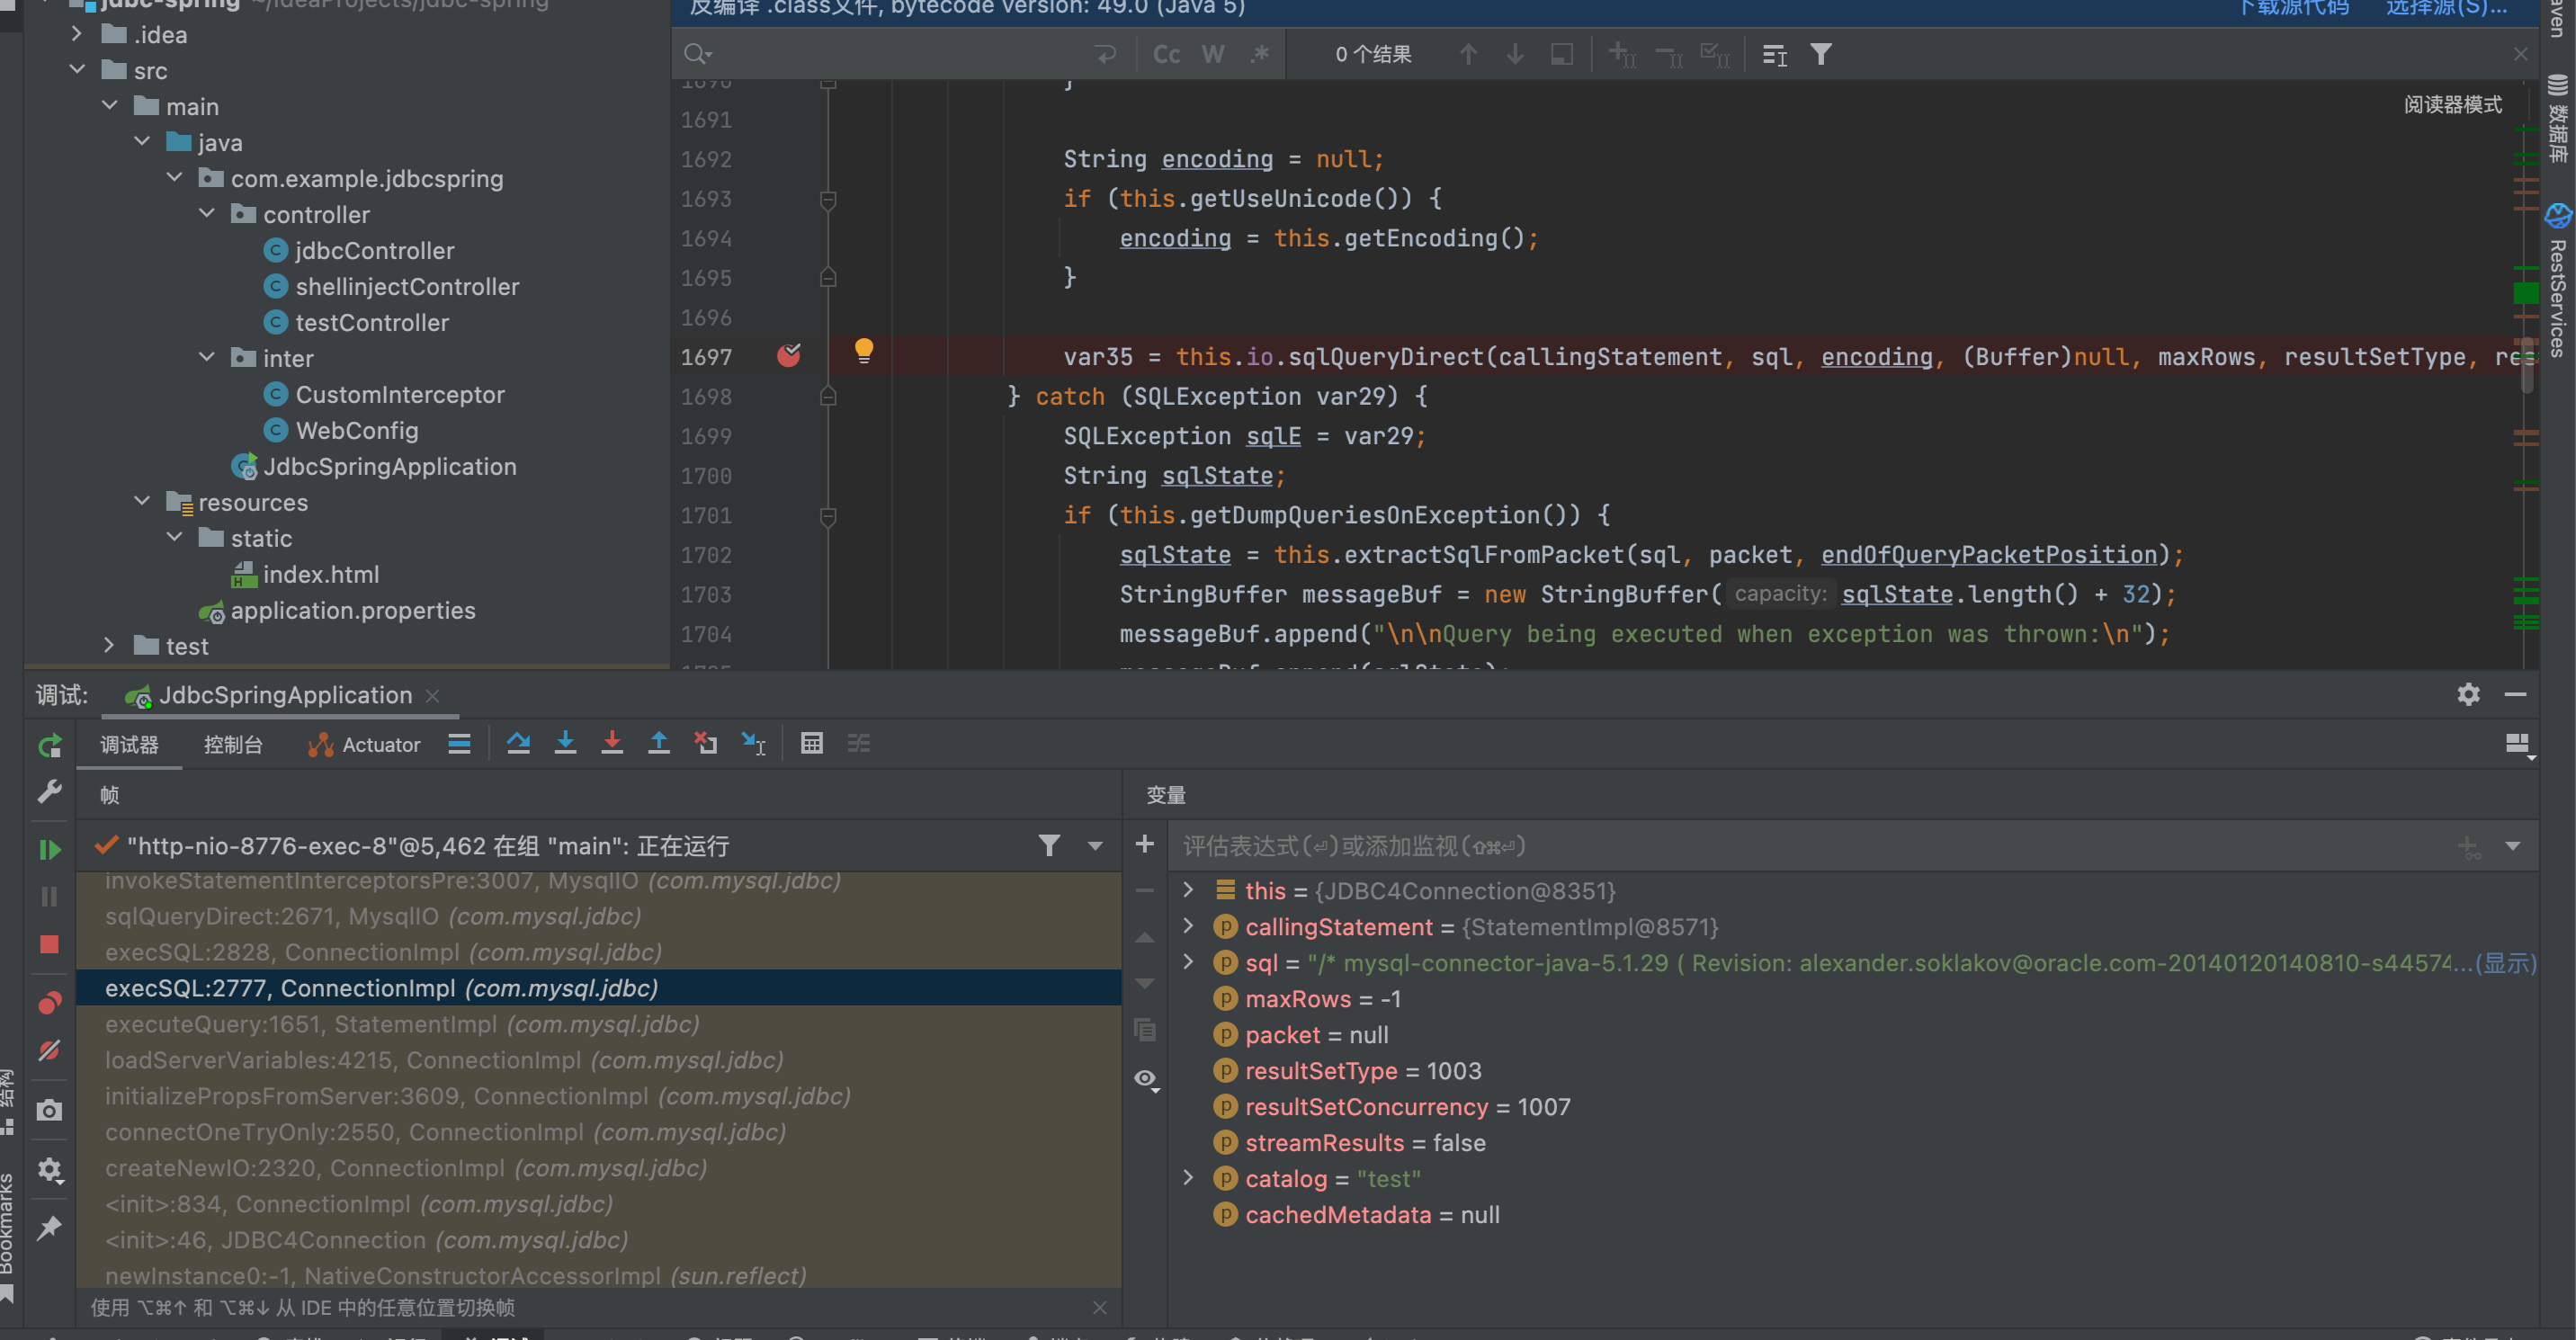 jdbc-spring ~/IdeaProjects/jdbc-spring
.idea
src
main
java
com.example.jdbcspring
controller
jdbcController
shellinjectController
testController
inter
CustomInterceptor
WebConfig
JdbcSpringApplication
resources
static
index.html
application.properties
test
反编译 .class文件, bytecode version: 49.0 (Java 5)
下载源代码 选择源(S)...
Cc W .* 0 个结果
阅读器模式
1690 }
1691
1692 String encoding = null;
1693 if (this.getUseUnicode()) {
1694 encoding = this.getEncoding();
1695 }
1696
1697 var35 = this.io.sqlQueryDirect(callingStatement, sql, encoding, (Buffer)null, maxRows, resultSetType, res
1698 } catch (SQLException var29) {
1699 SQLException sqlE = var29;
1700 String sqlState;
1701 if (this.getDumpQueriesOnException()) {
1702 sqlState = this.extractSqlFromPacket(sql, packet, endOfQueryPacketPosition);
1703 StringBuffer messageBuf = new StringBuffer( capacity: sqlState.length() + 32);
1704 messageBuf.append("\n\nQuery being executed when exception was thrown:\n");
1705 messageBuf.append(sqlState);
数据库
RestServices
调试: JdbcSpringApplication
调试器 控制台 Actuator
帧
"http-nio-8776-exec-8"@5,462 在组 "main": 正在运行
invokeStatementInterceptorsPre:3007, MysqlIO (com.mysql.jdbc)
sqlQueryDirect:2671, MysqlIO (com.mysql.jdbc)
execSQL:2828, ConnectionImpl (com.mysql.jdbc)
execSQL:2777, ConnectionImpl (com.mysql.jdbc)
executeQuery:1651, StatementImpl (com.mysql.jdbc)
loadServerVariables:4215, ConnectionImpl (com.mysql.jdbc)
initializePropsFromServer:3609, ConnectionImpl (com.mysql.jdbc)
connectOneTryOnly:2550, ConnectionImpl (com.mysql.jdbc)
createNewIO:2320, ConnectionImpl (com.mysql.jdbc)
<init>:834, ConnectionImpl (com.mysql.jdbc)
<init>:46, JDBC4Connection (com.mysql.jdbc)
newInstance0:-1, NativeConstructorAccessorImpl (sun.reflect)
使用 ⌥⌘↑ 和 ⌥⌘↓ 从 IDE 中的任意位置切换帧
变量
评估表达式(⏎)或添加监视(⇧⌘⏎)
this = {JDBC4Connection@8351}
callingStatement = {StatementImpl@8571}
sql = "/* mysql-connector-java-5.1.29 ( Revision: alexander.soklakov@oracle.com-20140120140810-s44574...(显示)
maxRows = -1
packet = null
resultSetType = 1003
resultSetConcurrency = 1007
streamResults = false
catalog = "test"
cachedMetadata = null
结构
Bookmarks